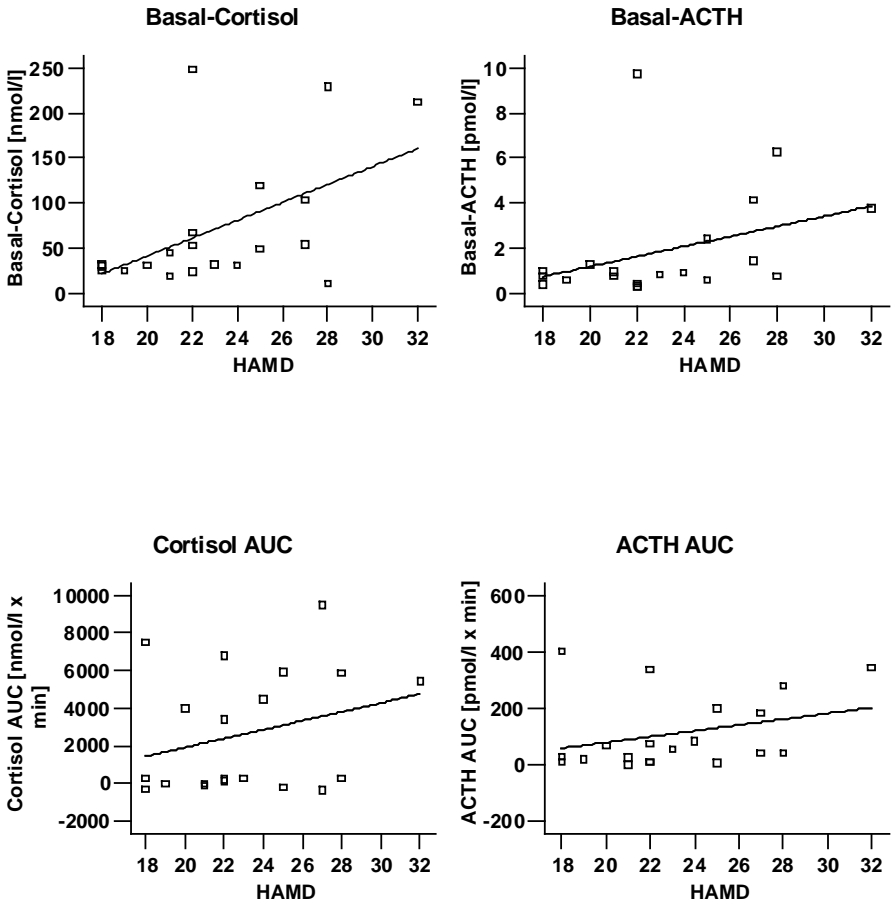 Basal-Cortisol
Basal-Cortisol [nmol/l]
250
200
150
100
50
0
18 20 22 24 26 28 30 32
HAMD
Basal-ACTH
Basal-ACTH [pmol/l]
10
8
6
4
2
0
18 20 22 24 26 28 30 32
HAMD
Cortisol AUC
Cortisol AUC [nmol/l x
min]
10000
8000
6000
4000
2000
0
-2000
18 20 22 24 26 28 30 32
HAMD
ACTH AUC
ACTH AUC [pmol/l x min]
600
400
200
0
-200
18 20 22 24 26 28 30 32
HAMD